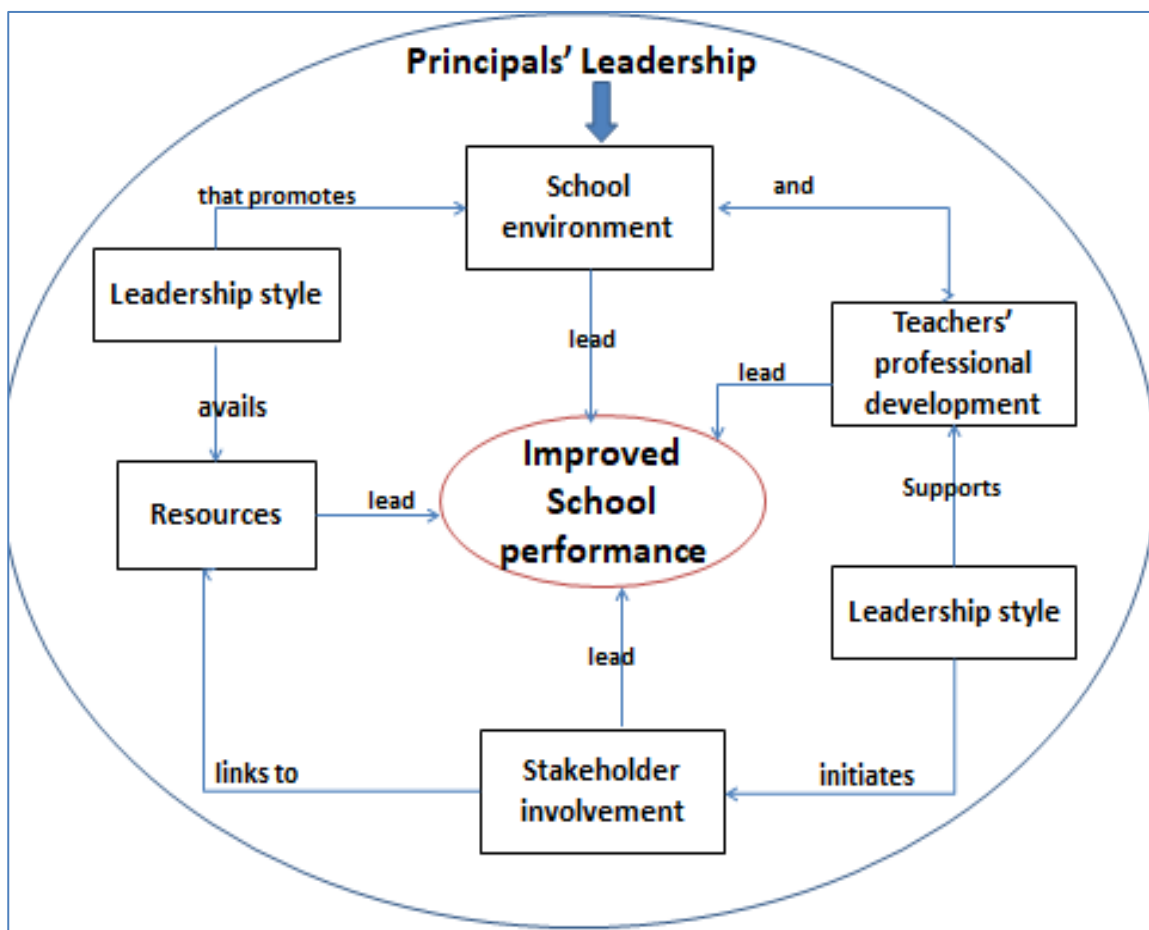 Principals’ Leadership
School
environment
that promotes
and
Leadership style
Teachers’
professional
development
lead
lead
avails
Improved
School
performance
Resources
lead
Supports
Leadership style
lead
links to
Stakeholder
involvement
initiates